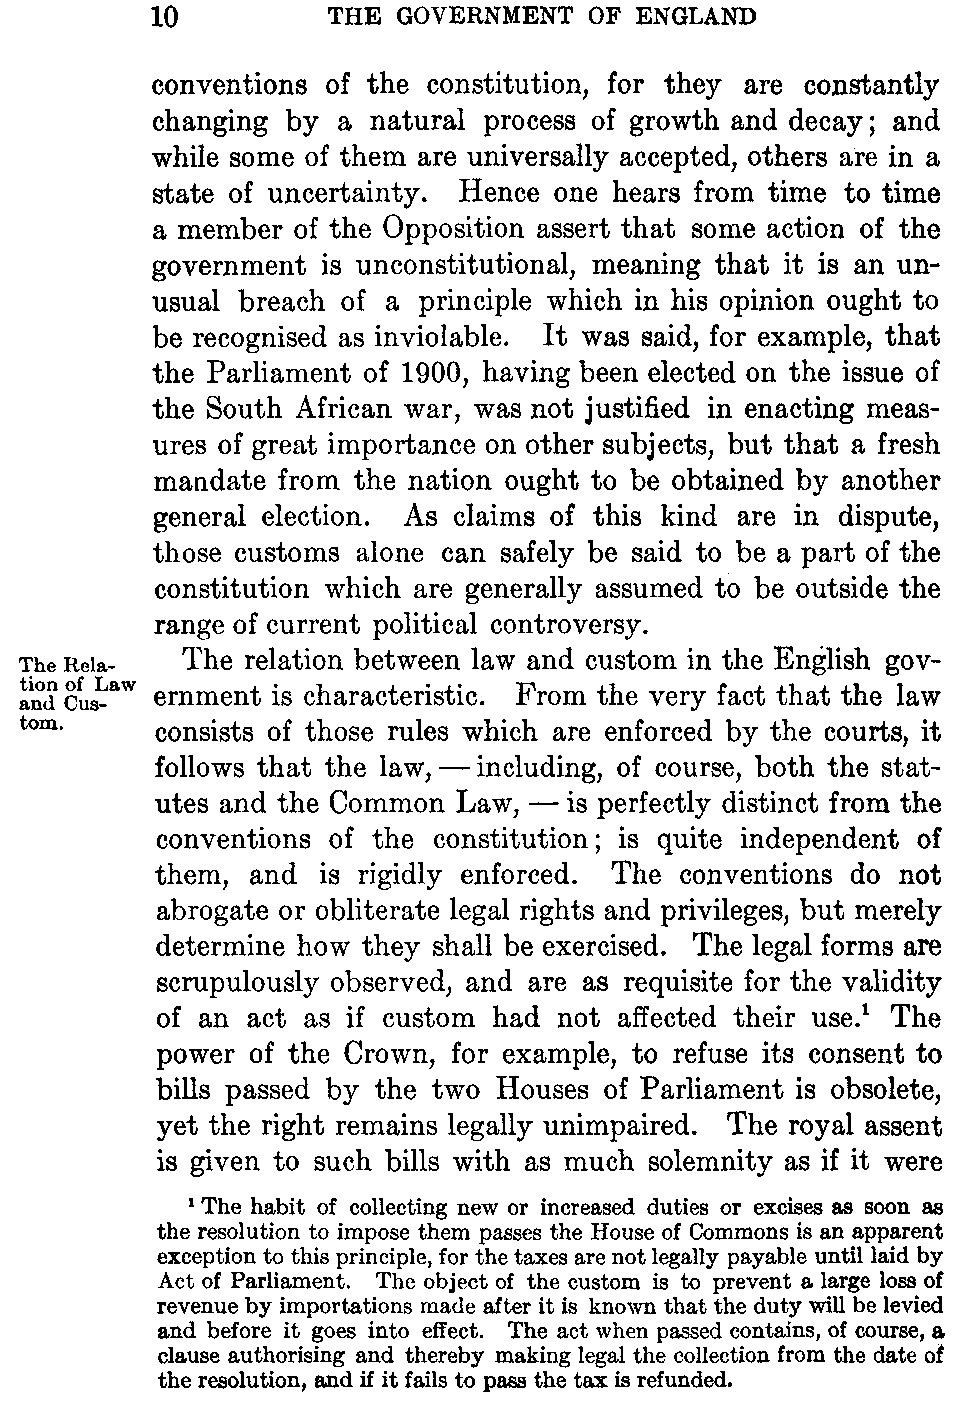 10 THE GOVERNMENT OF ENGLAND
conventions of the constitution, for they are constantly
changing by a natural process of growth and decay; and
while some of them are universally accepted, others are in a
state of uncertainty. Hence one hears from time to time
a member of the Opposition assert that some action of the
government is unconstitutional, meaning that it is an un-
usual breach of a principle which in his opinion ought to
be recognised as inviolable. It was said, for example, that
the Parliament of 1900, having been elected on the issue of
the South African war, was not justified in enacting meas-
ures of great importance on other subjects, but that a fresh
mandate from the nation ought to be obtained by another
general election. As claims of this kind are in dispute,
those customs alone can safely be said to be a part of the
constitution which are generally assumed to be outside the
range of current political controversy.
The Rela-
tion of Law
and Cus-
tom.
The relation between law and custom in the English gov-
ernment is characteristic. From the very fact that the law
consists of those rules which are enforced by the courts, it
follows that the law, — including, of course, both the stat-
utes and the Common Law, — is perfectly distinct from the
conventions of the constitution; is quite independent of
them, and is rigidly enforced. The conventions do not
abrogate or obliterate legal rights and privileges, but merely
determine how they shall be exercised. The legal forms are
scrupulously observed, and are as requisite for the validity
of an act as if custom had not affected their use.¹ The
power of the Crown, for example, to refuse its consent to
bills passed by the two Houses of Parliament is obsolete,
yet the right remains legally unimpaired. The royal assent
is given to such bills with as much solemnity as if it were
¹ The habit of collecting new or increased duties or excises as soon as
the resolution to impose them passes the House of Commons is an apparent
exception to this principle, for the taxes are not legally payable until laid by
Act of Parliament. The object of the custom is to prevent a large loss of
revenue by importations made after it is known that the duty will be levied
and before it goes into effect. The act when passed contains, of course, a
clause authorising and thereby making legal the collection from the date of
the resolution, and if it fails to pass the tax is refunded.